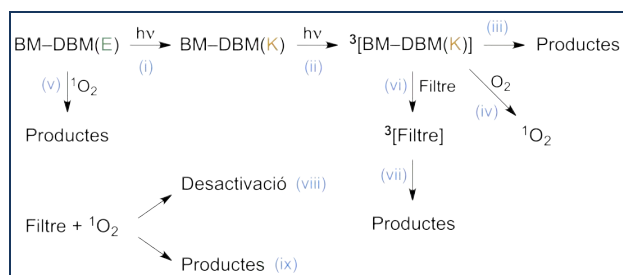 BM–DBM(E) hν BM–DBM(K) hν ³[BM–DBM(K)] (iii) Productes
(i) (ii)
(v) ¹O₂ (vi) Filtre O₂
(iv)
Productes ³[Filtre] ¹O₂
Desactivació (viii) (vii)
Filtre + ¹O₂ Productes
Productes (ix)